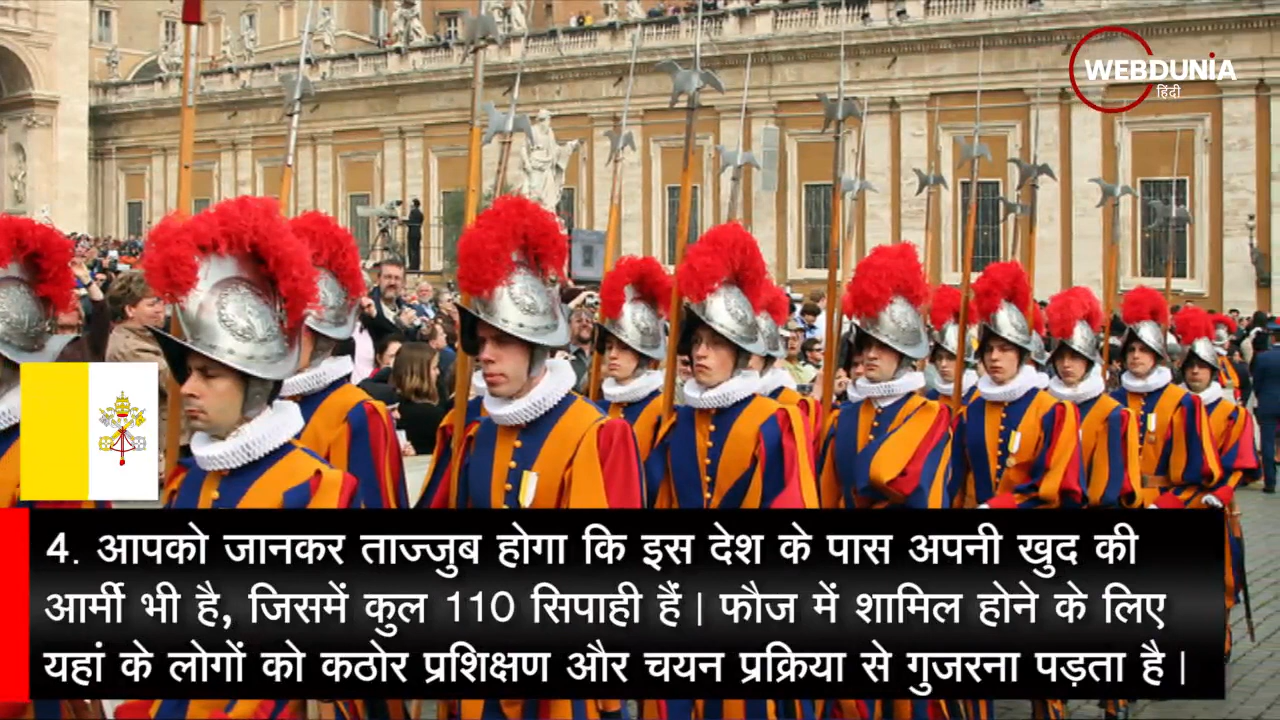 WEBDUNIA
हिंदी
4. आपको जानकर ताज्जुब होगा कि इस देश के पास अपनी खुद की
आर्मी भी है, जिसमें कुल 110 सिपाही हैं | फौज में शामिल होने के लिए
यहां के लोगों को कठोर प्रशिक्षण और चयन प्रक्रिया से गुजरना पड़ता है |